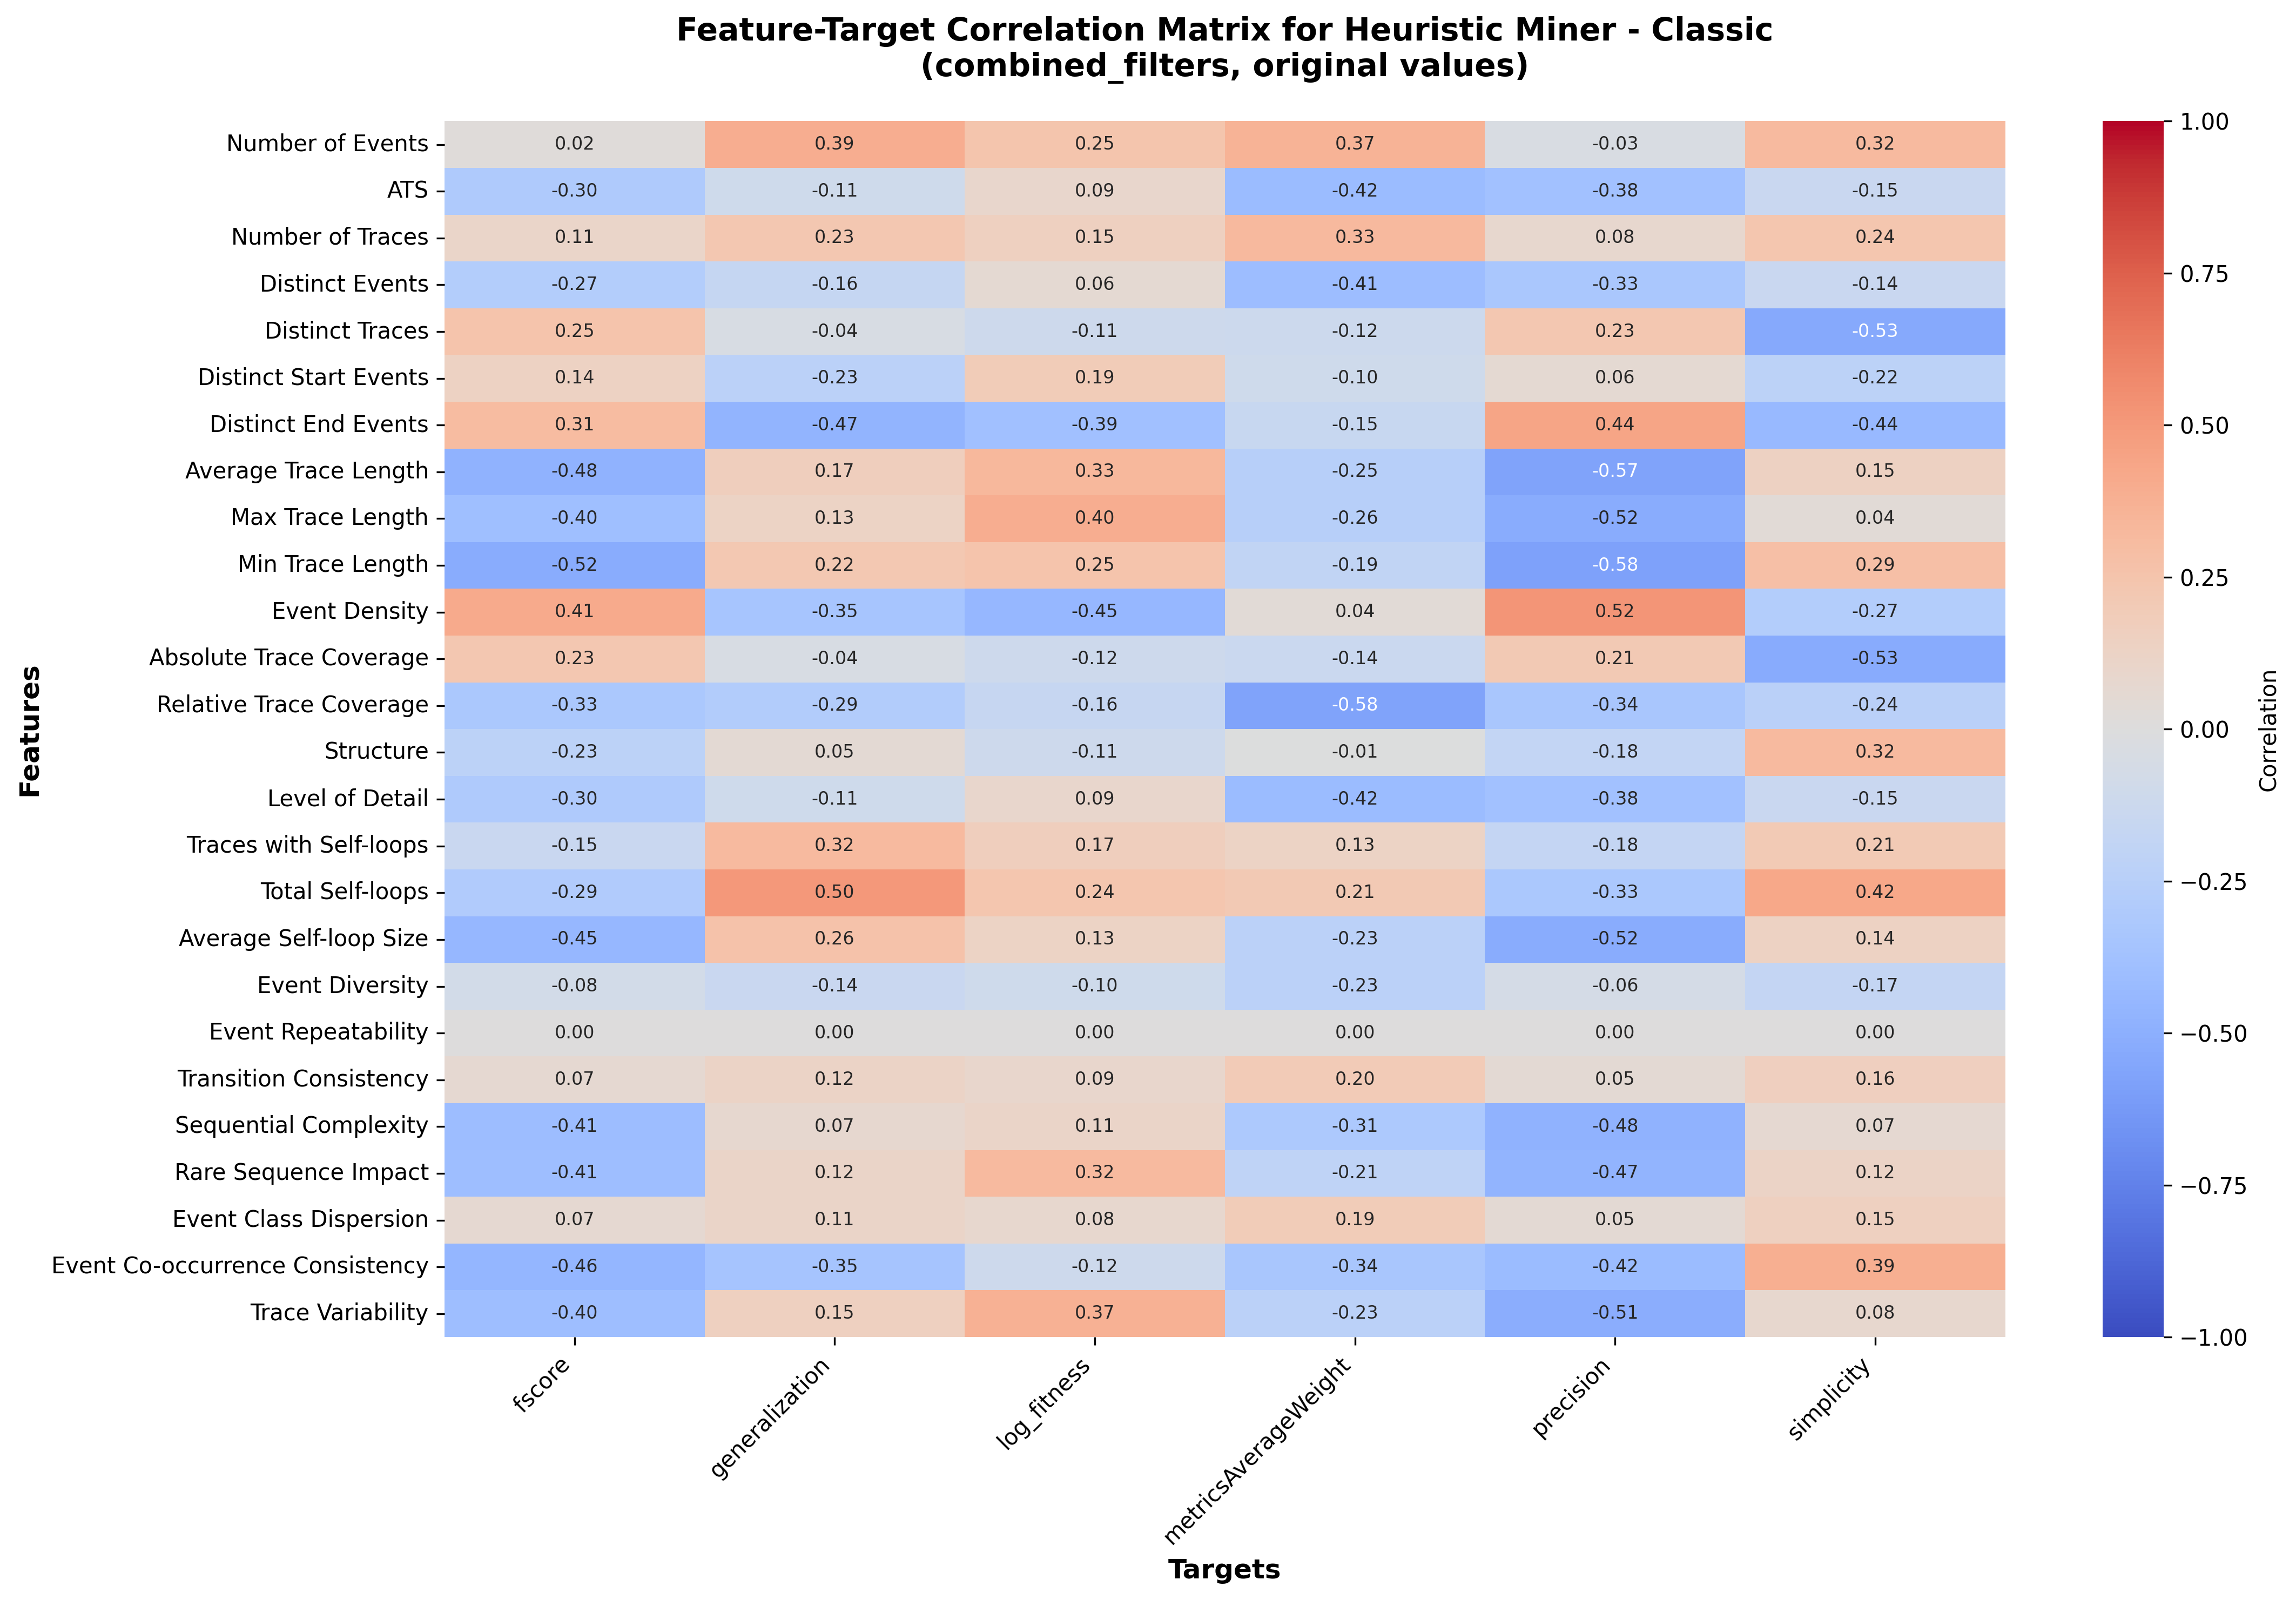 Feature-Target Correlation Matrix for Heuristic Miner - Classic
(combined_filters, original values)
Features
Number of Events 0.02 0.39 0.25 0.37 -0.03 0.32
ATS -0.30 -0.11 0.09 -0.42 -0.38 -0.15
Number of Traces 0.11 0.23 0.15 0.33 0.08 0.24
Distinct Events -0.27 -0.16 0.06 -0.41 -0.33 -0.14
Distinct Traces 0.25 -0.04 -0.11 -0.12 0.23 -0.53
Distinct Start Events 0.14 -0.23 0.19 -0.10 0.06 -0.22
Distinct End Events 0.31 -0.47 -0.39 -0.15 0.44 -0.44
Average Trace Length -0.48 0.17 0.33 -0.25 -0.57 0.15
Max Trace Length -0.40 0.13 0.40 -0.26 -0.52 0.04
Min Trace Length -0.52 0.22 0.25 -0.19 -0.58 0.29
Event Density 0.41 -0.35 -0.45 0.04 0.52 -0.27
Absolute Trace Coverage 0.23 -0.04 -0.12 -0.14 0.21 -0.53
Relative Trace Coverage -0.33 -0.29 -0.16 -0.58 -0.34 -0.24
Structure -0.23 0.05 -0.11 -0.01 -0.18 0.32
Level of Detail -0.30 -0.11 0.09 -0.42 -0.38 -0.15
Traces with Self-loops -0.15 0.32 0.17 0.13 -0.18 0.21
Total Self-loops -0.29 0.50 0.24 0.21 -0.33 0.42
Average Self-loop Size -0.45 0.26 0.13 -0.23 -0.52 0.14
Event Diversity -0.08 -0.14 -0.10 -0.23 -0.06 -0.17
Event Repeatability 0.00 0.00 0.00 0.00 0.00 0.00
Transition Consistency 0.07 0.12 0.09 0.20 0.05 0.16
Sequential Complexity -0.41 0.07 0.11 -0.31 -0.48 0.07
Rare Sequence Impact -0.41 0.12 0.32 -0.21 -0.47 0.12
Event Class Dispersion 0.07 0.11 0.08 0.19 0.05 0.15
Event Co-occurrence Consistency -0.46 -0.35 -0.12 -0.34 -0.42 0.39
Trace Variability -0.40 0.15 0.37 -0.23 -0.51 0.08
fscore generalization log_fitness metricsAverageWeight precision simplicity
Targets
1.00
0.75
0.50
0.25
0.00
−0.25
−0.50
−0.75
−1.00
Correlation